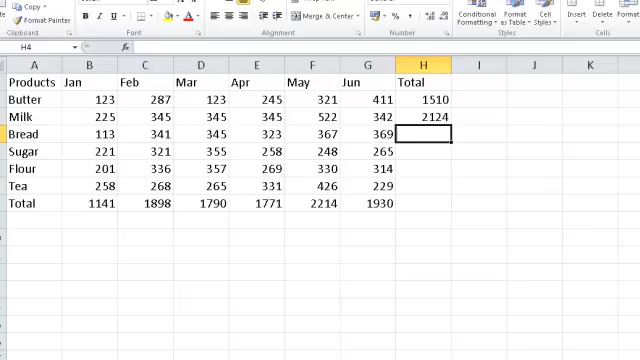 Copy
Format Painter
B I U
Merge & Center
$ % ,
Conditional Formatting
Format as Table
Cell Styles
Insert Delete
Clipboard Font Alignment Number Styles Cells
H4 fx
A B C D E F G H I J K
Products Jan Feb Mar Apr May Jun Total
Butter 123 287 123 245 321 411 1510
Milk 225 345 345 345 522 342 2124
Bread 113 341 345 323 367 369
Sugar 221 321 355 258 248 265
Flour 201 336 357 269 330 314
Tea 258 268 265 331 426 229
Total 1141 1898 1790 1771 2214 1930